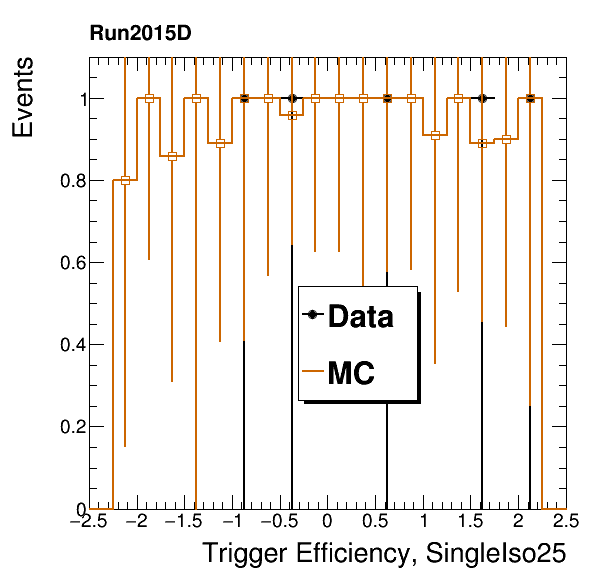 Run2015D
Events
1
0.8
0.6
0.4
0.2
0
Data
MC
−2.5 −2 −1.5 −1 −0.5 0 0.5 1 1.5 2 2.5
Trigger Efficiency, SingleIso25